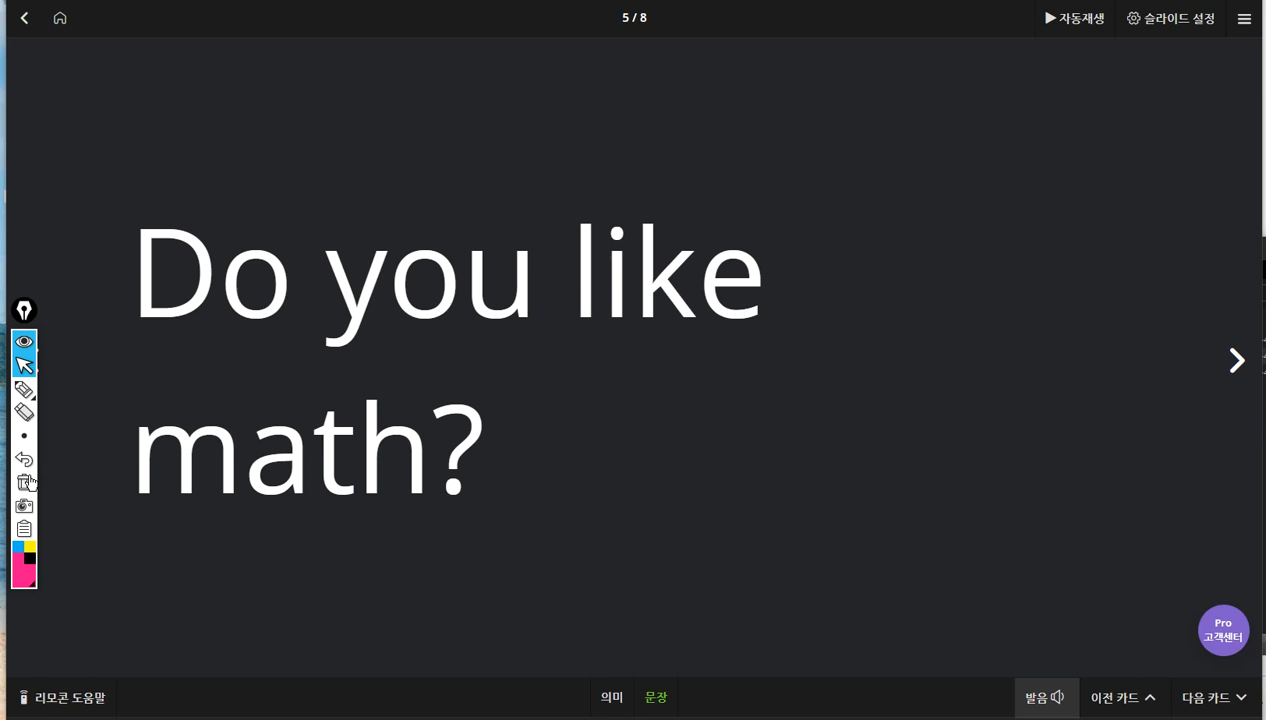 5 / 8
자동재생
슬라이드 설정
Do you like
math?
Pro
고객센터
리모콘 도움말
의미
문장
발음
이전 카드
다음 카드